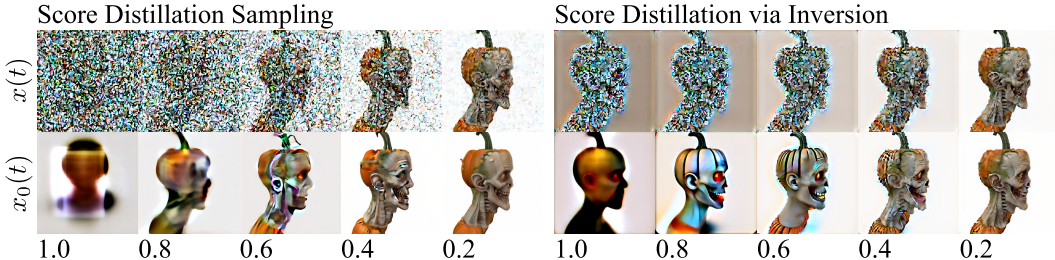 Score Distillation Sampling
Score Distillation via Inversion
x(t)
x₀(t)
1.0 0.8 0.6 0.4 0.2
1.0 0.8 0.6 0.4 0.2